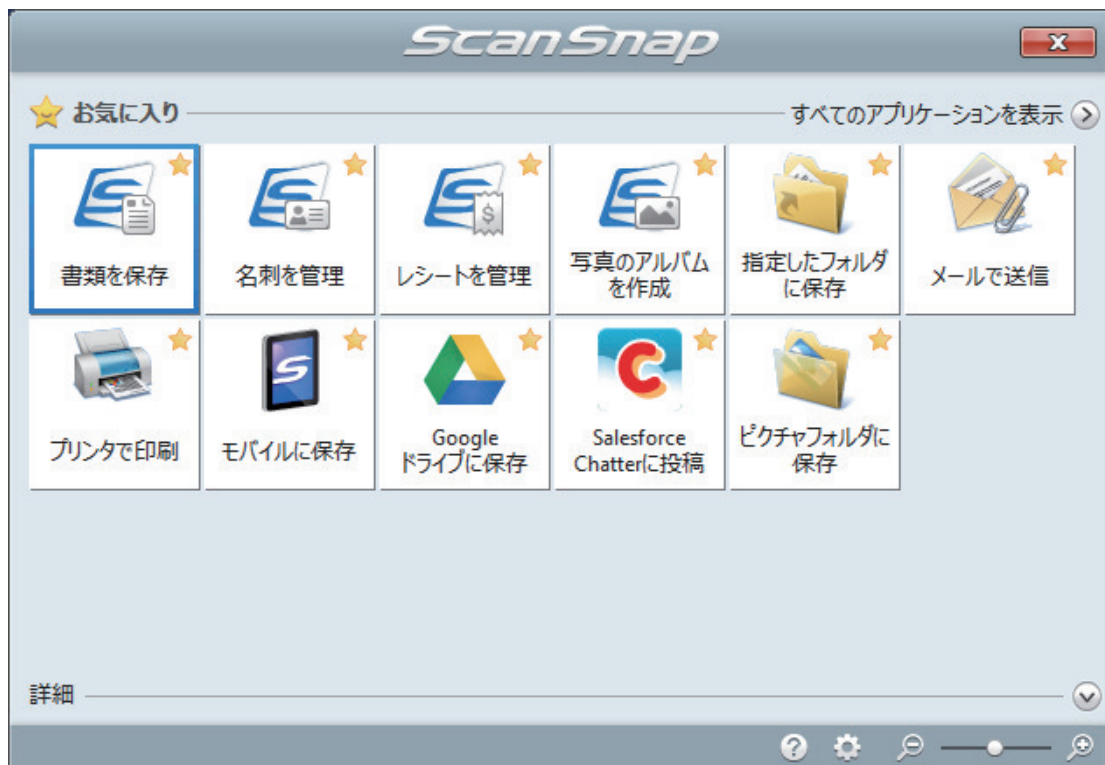 ScanSnap
お気に入り
すべてのアプリケーションを表示
書類を保存
名刺を管理
レシートを管理
写真のアルバム
を作成
指定したフォルダ
に保存
メールで送信
プリンタで印刷
モバイルに保存
Google
ドライブに保存
Salesforce
Chatterに投稿
ピクチャフォルダに
保存
詳細